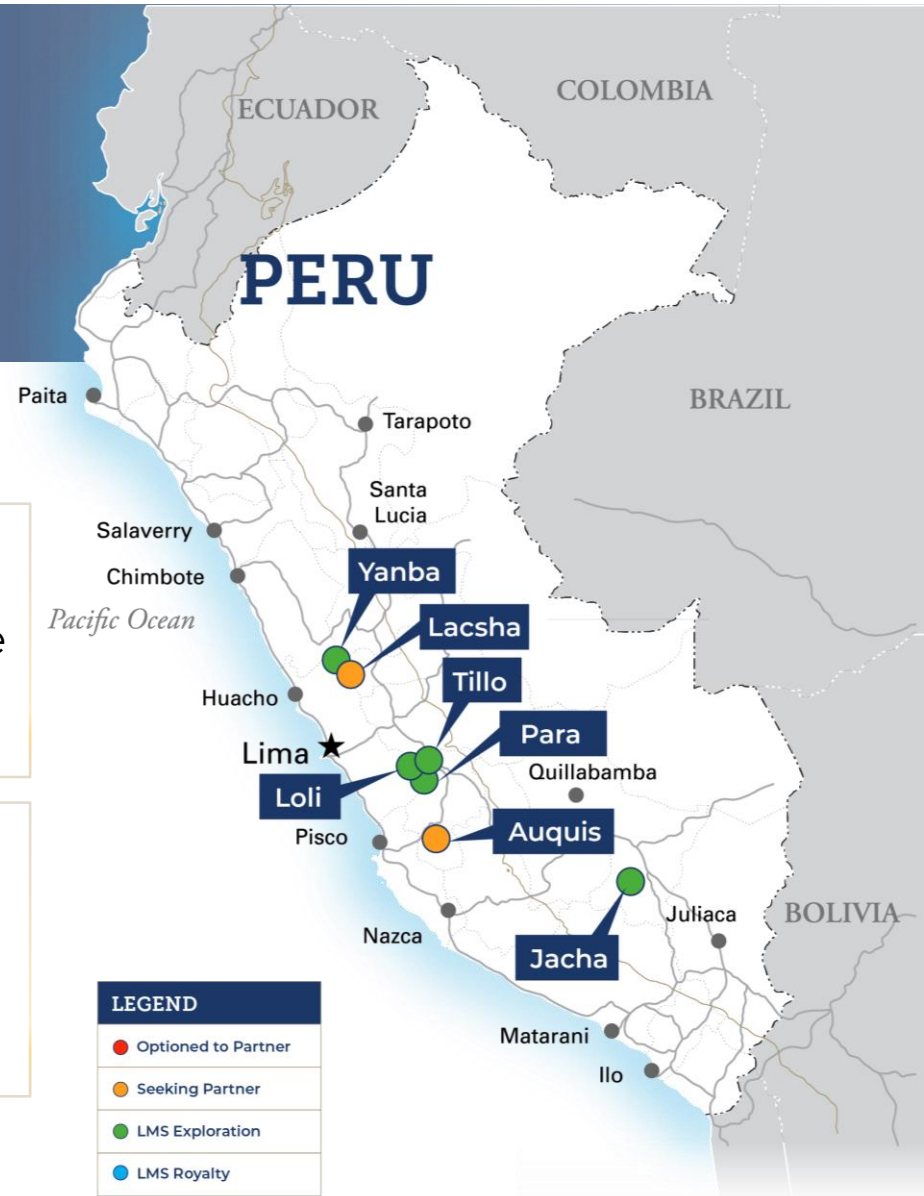 ECUADOR
COLOMBIA
PERU
BRAZIL
Paita
Tarapoto
Santa
Lucia
Salaverry
Chimbote
Yanba
Pacific Ocean
Lacsha
e
Tillo
Huacho
Para
Lima
Quillabamba
Loli
Auquis
Pisco
Juliaca
BOLIVIA
Nazca
Jacha
LEGEND
Optioned to Partner
Seeking Partner
LMS Exploration
LMS Royalty
Matarani
Ilo